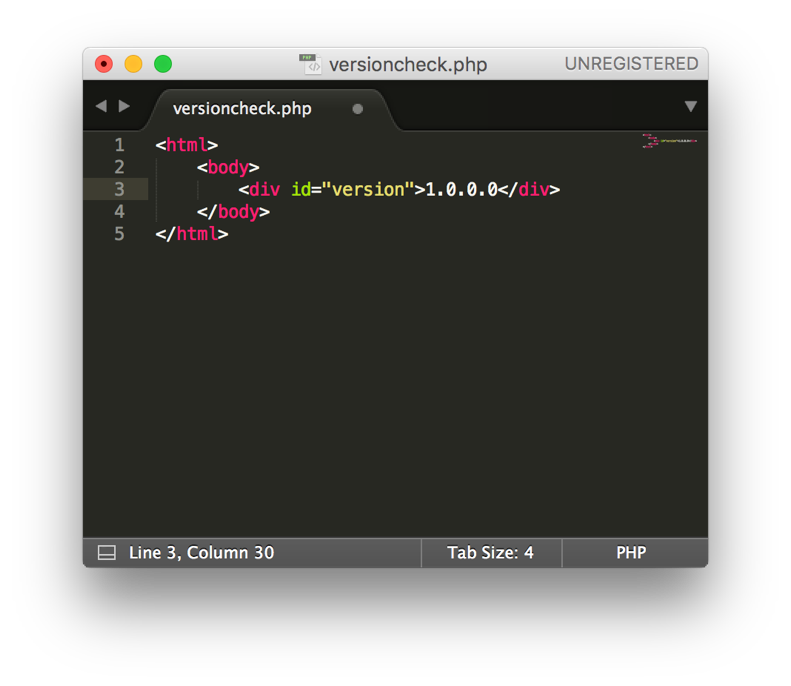 versioncheck.php UNREGISTERED
versioncheck.php
1 <html>
2     <body>
3         <div id="version">1.0.0.0</div>
4     </body>
5 </html>
Line 3, Column 30 Tab Size: 4 PHP